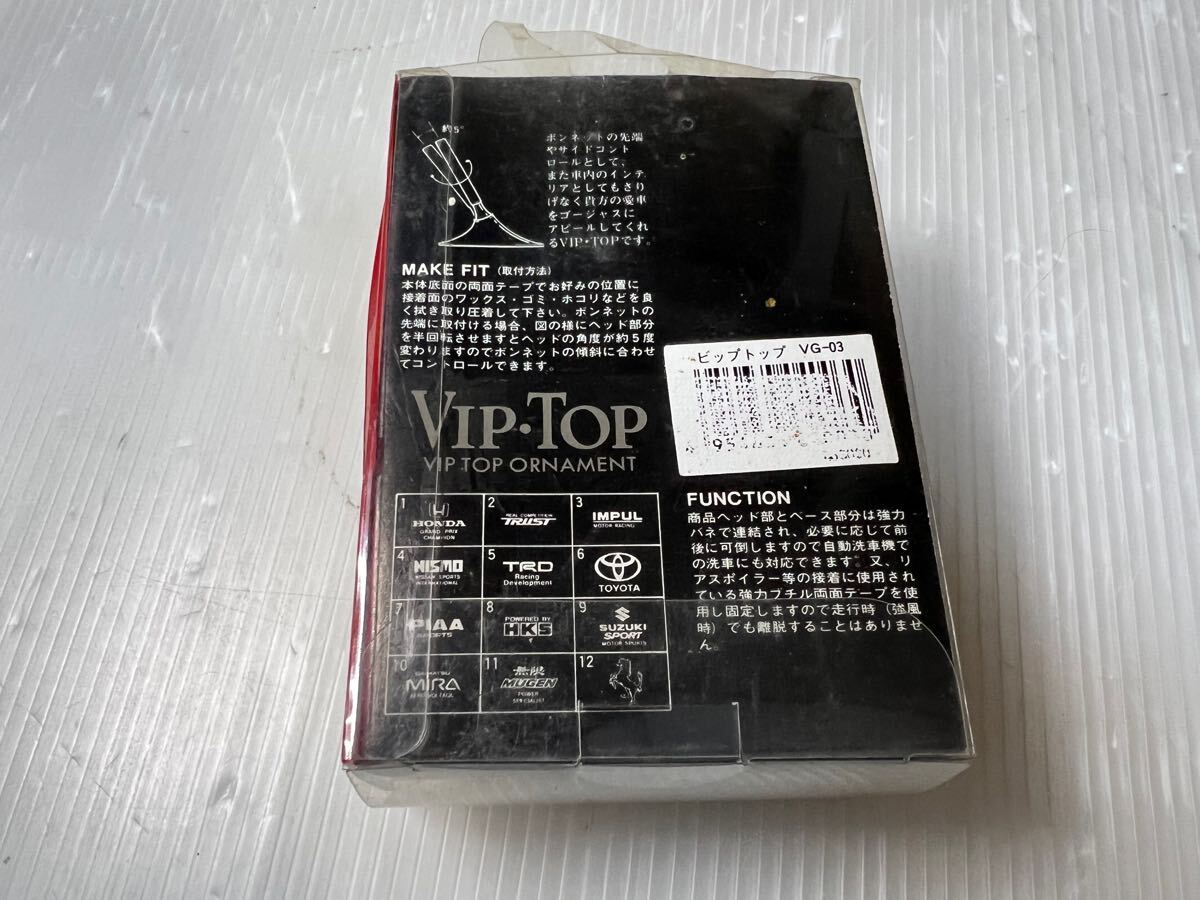 約5°
ボンネットの先端
やサイドコント
ロールとして、
また車内のインテ
リアとしてもさり
げなく貴方の愛車
をゴージャスに
アピールしてくれ
るVIP・TOPです。
MAKE FIT (取付方法)
本体底面の両面テープでお好みの位置に
接着面のワックス・ゴミ・ホコリなどを良
く拭き取り圧着して下さい。ボンネットの
先端に取付ける場合、図の様にヘッド部分
を半回転させますとヘッドの角度が約5度
変わりますのでボンネットの傾斜に合わせ
てコントロールできます。
VIP・TOP
VIP TOP ORNAMENT
ビップトップ VG-03
1
HONDA
GRAND PRIX
CHAMPION
2
REAL COMPETITION
TRUST
3
IMPUL
MOTOR RACING
4
NISMO
NISSAN SPORTS
INTERNATIONAL
5
TRD
Racing
Development
6
TOYOTA
7
PIAA
SPORTS
8
POWERED BY
HKS
9
SUZUKI
SPORT
MOTOR SPORTS
10
DAIHATSU
MIRA
11
無限
MUGEN
POWER
12
FUNCTION
商品ヘッド部とベース部分は強力
バネで連結され、必要に応じて前
後に可倒しますので自動洗車機で
の洗車にも対応できます。又、リ
アスポイラー等の接着に使用され
ている強力ブチル両面テープを使
用し固定しますので走行時（強風
時）でも離脱することはありませ
ん。